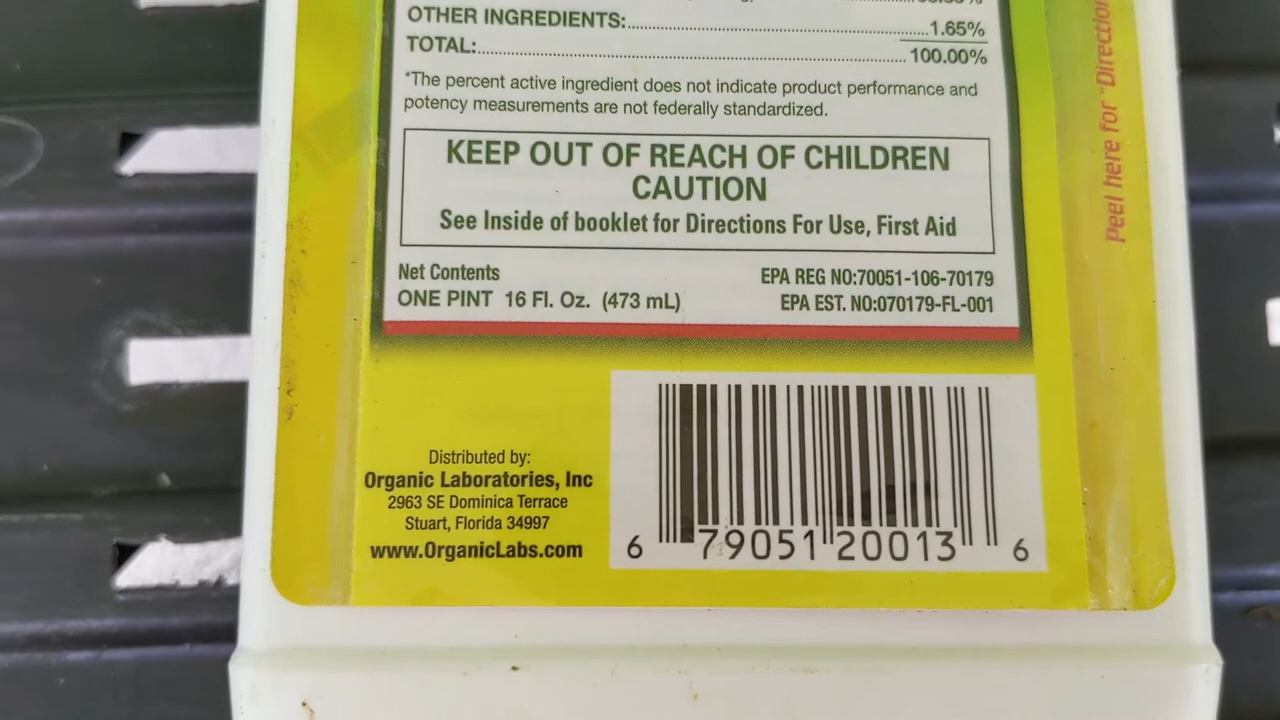 OTHER INGREDIENTS:..........1.65%
TOTAL:..........100.00%
*The percent active ingredient does not indicate product performance and
potency measurements are not federally standardized.
KEEP OUT OF REACH OF CHILDREN
CAUTION
See Inside of booklet for Directions For Use, First Aid
Net Contents
ONE PINT 16 Fl. Oz. (473 mL)
EPA REG NO:70051-106-70179
EPA EST. NO:070179-FL-001
Distributed by:
Organic Laboratories, Inc
2963 SE Dominica Terrace
Stuart, Florida 34997
www.OrganicLabs.com
6 79051 20013 6
Peel here for "Direction